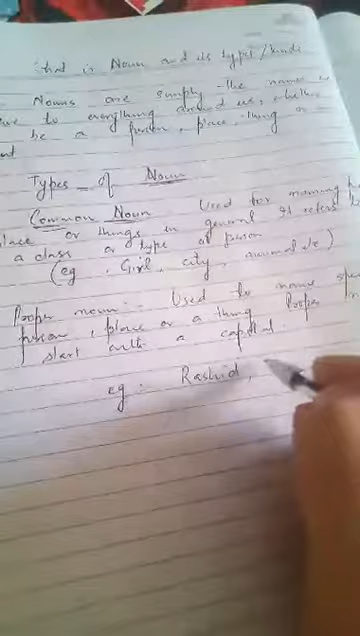 What is Noun and its types/kinds
Nouns are simply the name
to everything around us, whether
be a person, place, thing or
Types of Noun
Common Noun Used for naming
place or things in general It refers to
a class or type of person
(eg, Girl, city, animal etc)
Proper noun:- Used to name
person, place or a thing Proper
start with a capital.
eg: Rashid,